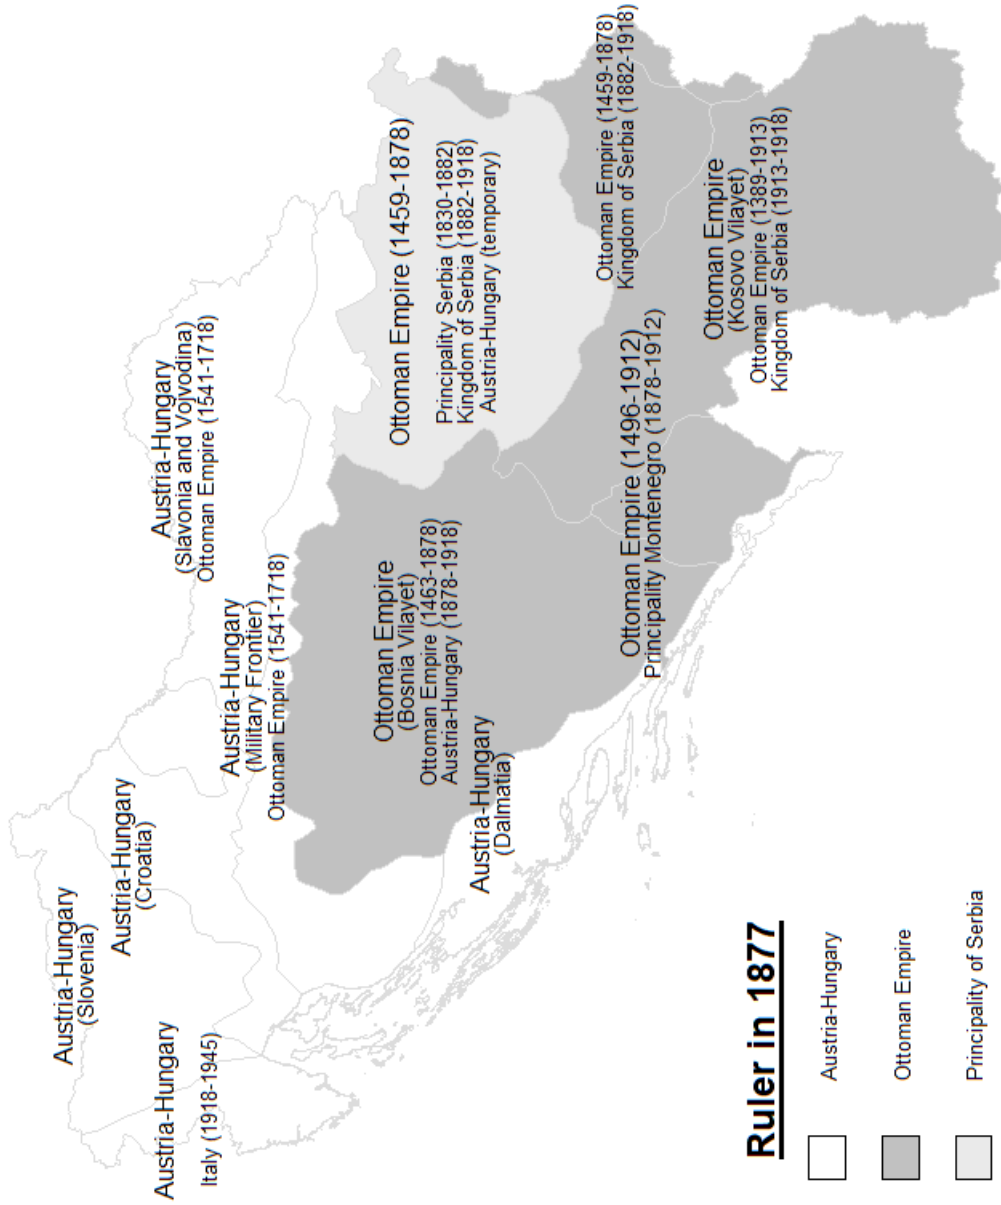 Austria-Hungary
(Slovenia)
Austria-Hungary
(Croatia)
Austria-Hungary
Italy (1918-1945)
Austria-Hungary
(Slavonia and Vojvodina)
Ottoman Empire (1541-1718)
Austria-Hungary
(Military Frontier)
Ottoman Empire (1541-1718)
Ottoman Empire
(Bosnia Vilayet)
Ottoman Empire (1463-1878)
Austria-Hungary (1878-1918)
Austria-Hungary
(Dalmatia)
Ottoman Empire (1459-1878)
Principality Serbia (1830-1882)
Kingdom of Serbia (1882-1918)
Austria-Hungary (temporary)
Ottoman Empire (1459-1878)
Kingdom of Serbia (1882-1918)
Ottoman Empire (1496-1912)
Principality Montenegro (1878-1912)
Ottoman Empire
(Kosovo Vilayet)
Ottoman Empire (1389-1913)
Kingdom of Serbia (1913-1918)
Ruler in 1877
Austria-Hungary
Ottoman Empire
Principality of Serbia